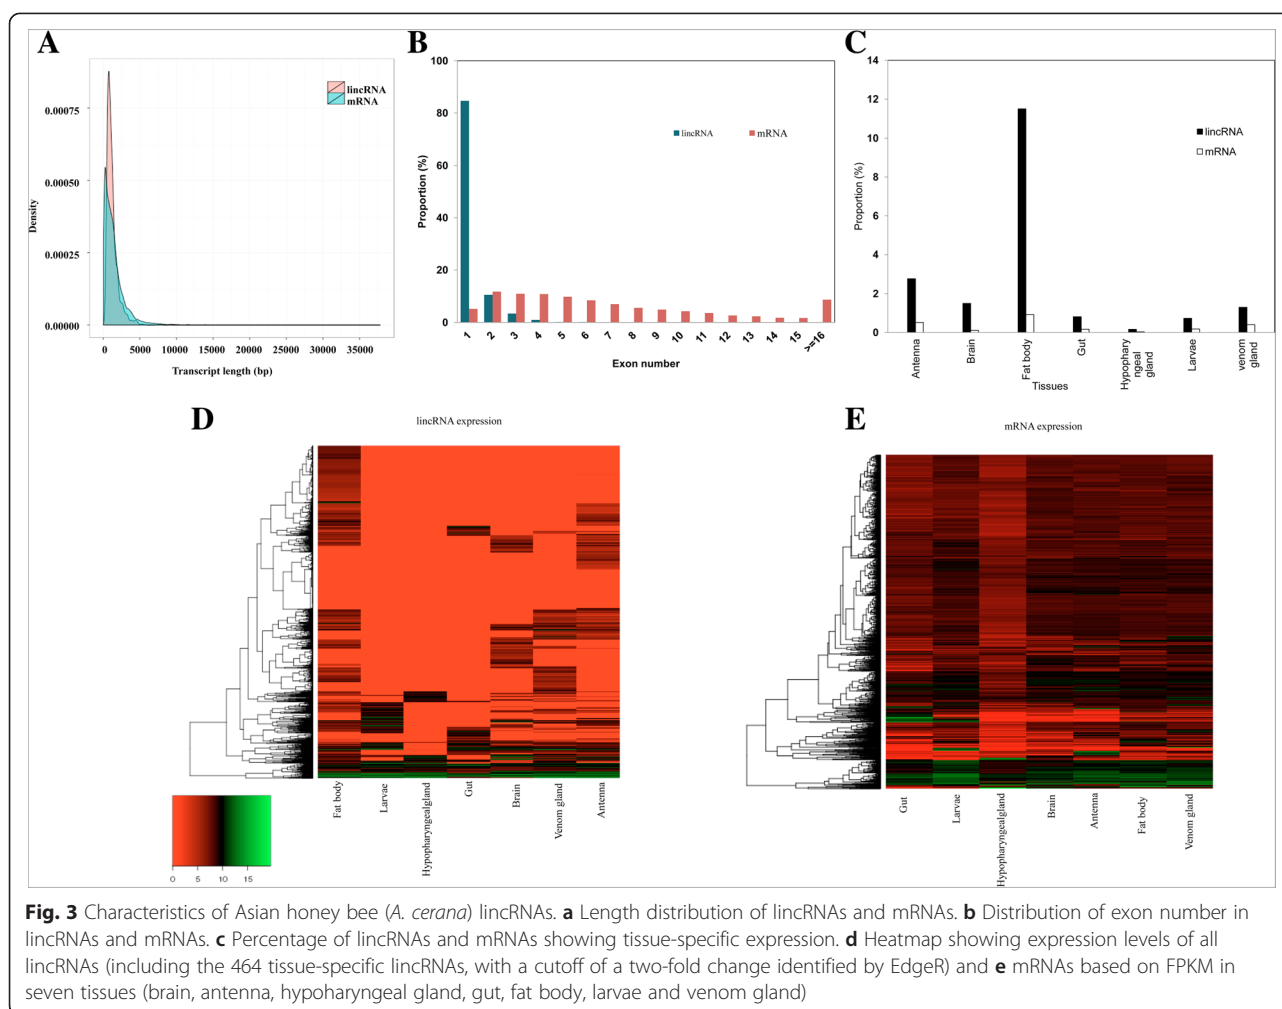 A
lincRNA
mRNA
0.00075
0.00050
0.00025
0.00000
Density
0 5000 10000 15000 20000 25000 30000 35000
Transcript length (bp)
B
100
80
60
40
20
0
Proportion (%)
lincRNA mRNA
1 2 3 4 5 6 7 8 9 10 11 12 13 14 15 >=16
Exon number
C
14
12
10
8
6
4
2
0
Proportion (%)
lincRNA
mRNA
Antenna
Brain
Fat body
Gut
Hypophary
ngeal
gland
Larvae
venom
gland
Tissues
D
lincRNA expression
Fat body
Larvae
Hypopharyngealgland
Gut
Brain
Venom gland
Antenna
0 5 10 15
E
mRNA expression
Gut
Larvae
Hypopharyngealgland
Brain
Antenna
Fat body
Venom gland
Fig. 3 Characteristics of Asian honey bee (A. cerana) lincRNAs. a Length distribution of lincRNAs and mRNAs. b Distribution of exon number in
lincRNAs and mRNAs. c Percentage of lincRNAs and mRNAs showing tissue-specific expression. d Heatmap showing expression levels of all
lincRNAs (including the 464 tissue-specific lincRNAs, with a cutoff of a two-fold change identified by EdgeR) and e mRNAs based on FPKM in
seven tissues (brain, antenna, hypoharyngeal gland, gut, fat body, larvae and venom gland)